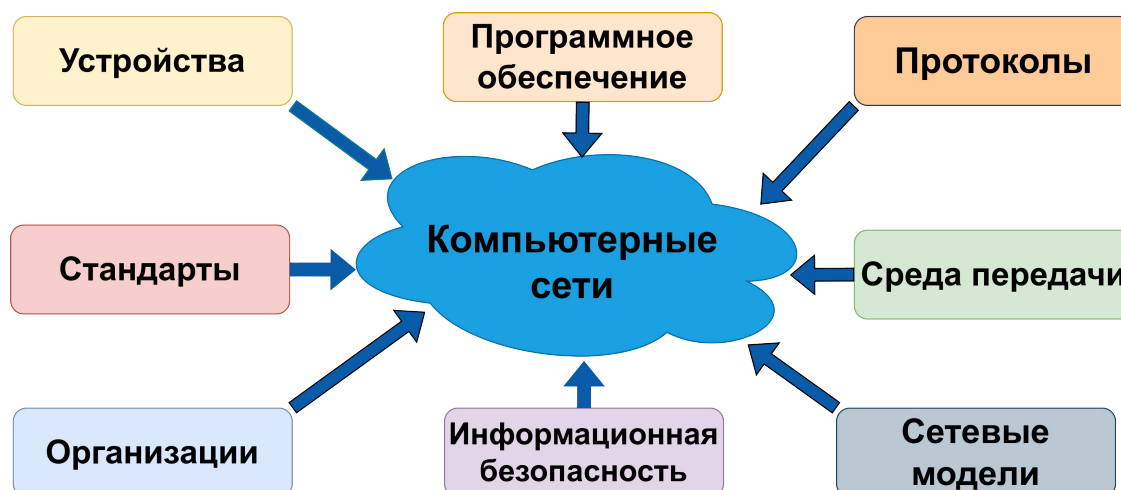 Устройства
Программное
обеспечение
Протоколы
Стандарты
Компьютерные
сети
Среда передачи
Организации
Информационная
безопасность
Сетевые
модели